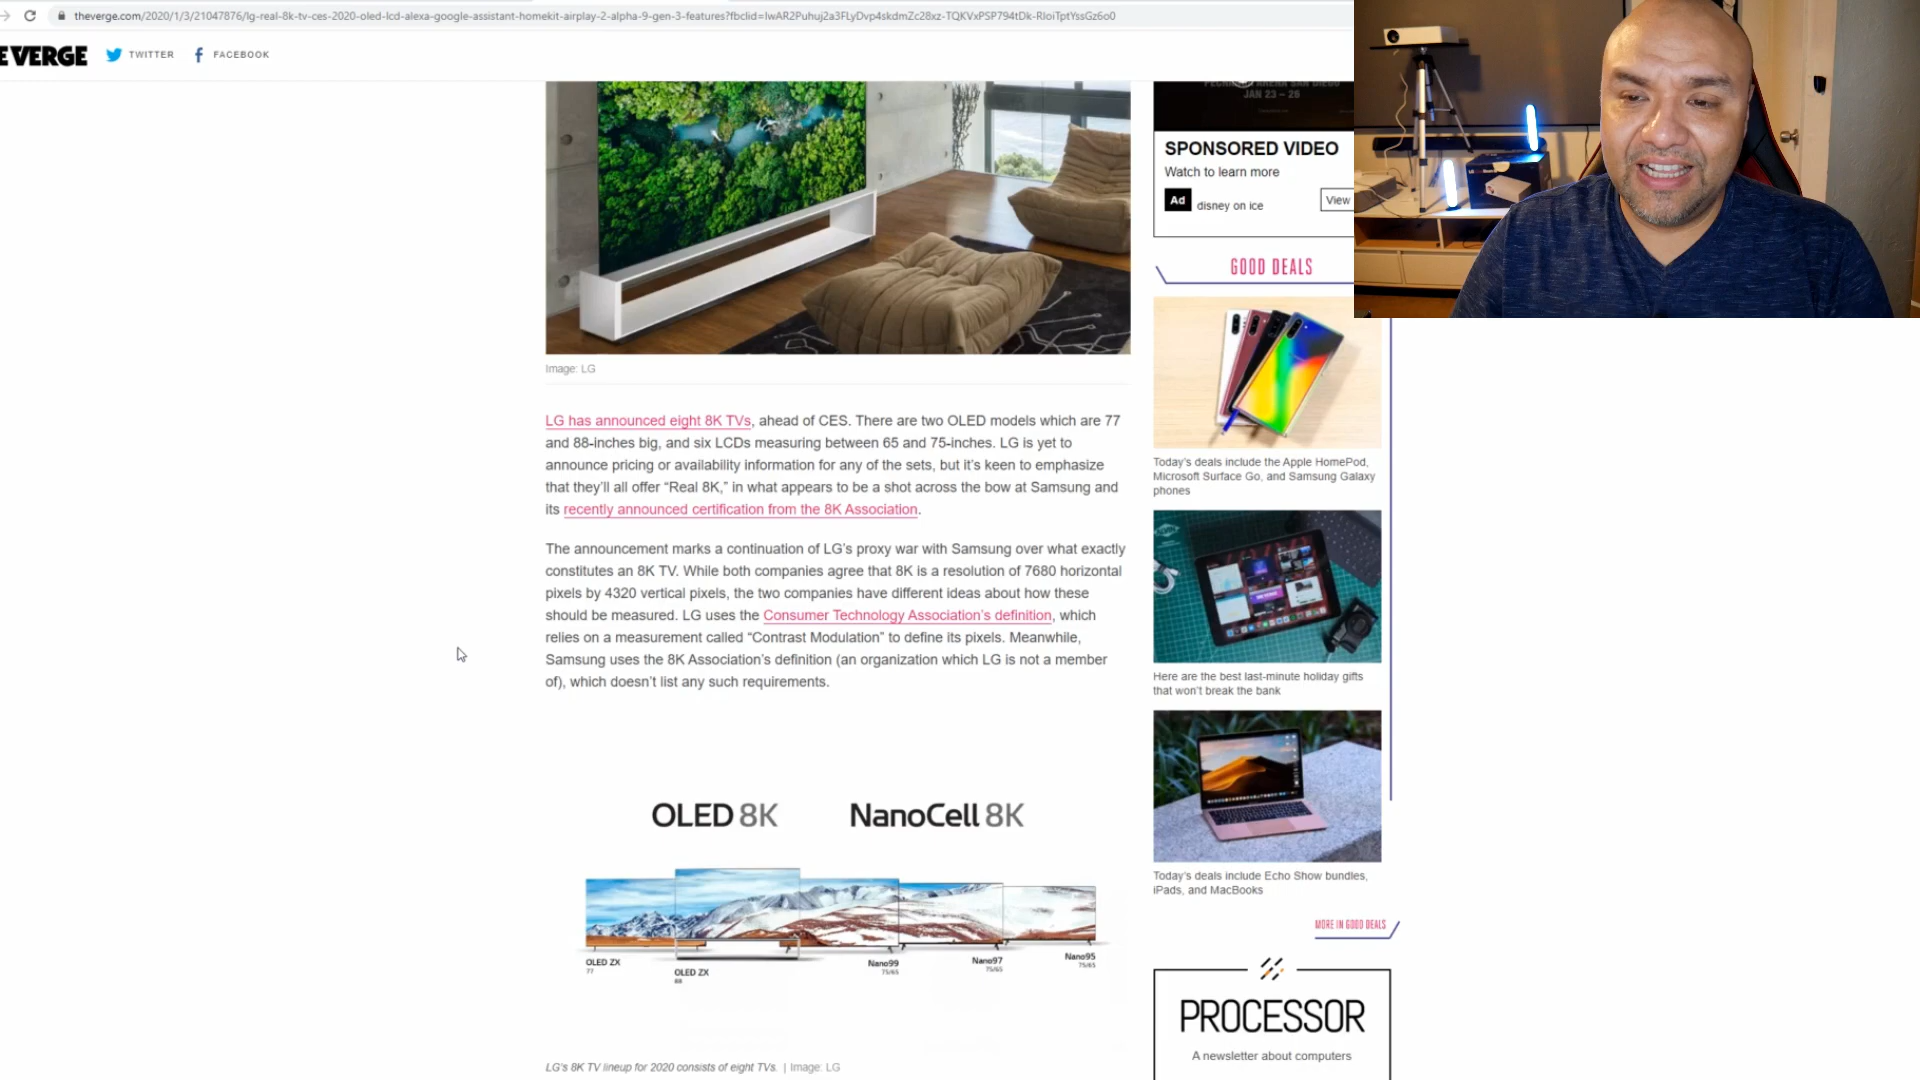 theverge.com/2020/1/3/21047876/lg-real-8k-tv-ces-2020-oled-lcd-alexa-google-assistant-homekit-airplay-2-alpha-9-gen-3-features?fbclid=IwAR2Puhuj2a3FLyDvp4skdmZc28xz-TQKVxPSP794tDk-RIoiTptYssGz6o0
E VERGE
TWITTER
FACEBOOK
Image: LG
LG has announced eight 8K TVs, ahead of CES. There are two OLED models which are 77
and 88-inches big, and six LCDs measuring between 65 and 75-inches. LG is yet to
announce pricing or availability information for any of the sets, but it's keen to emphasize
that they'll all offer “Real 8K,” in what appears to be a shot across the bow at Samsung and
its recently announced certification from the 8K Association.
The announcement marks a continuation of LG's proxy war with Samsung over what exactly
constitutes an 8K TV. While both companies agree that 8K is a resolution of 7680 horizontal
pixels by 4320 vertical pixels, the two companies have different ideas about how these
should be measured. LG uses the Consumer Technology Association's definition, which
relies on a measurement called “Contrast Modulation” to define its pixels. Meanwhile,
Samsung uses the 8K Association's definition (an organization which LG is not a member
of), which doesn't list any such requirements.
OLED 8K
NanoCell 8K
OLED ZX
77
OLED ZX
88
Nano99
75/65
Nano97
75/65
Nano95
75/65
LG's 8K TV lineup for 2020 consists of eight TVs. | Image: LG
JAN 23 – 26
SPONSORED VIDEO
Watch to learn more
Ad
disney on ice
View
GOOD DEALS
Today's deals include the Apple HomePod,
Microsoft Surface Go, and Samsung Galaxy
phones
Here are the best last-minute holiday gifts
that won't break the bank
Today's deals include Echo Show bundles,
iPads, and MacBooks
MORE IN GOOD DEALS
PROCESSOR
A newsletter about computers
LG